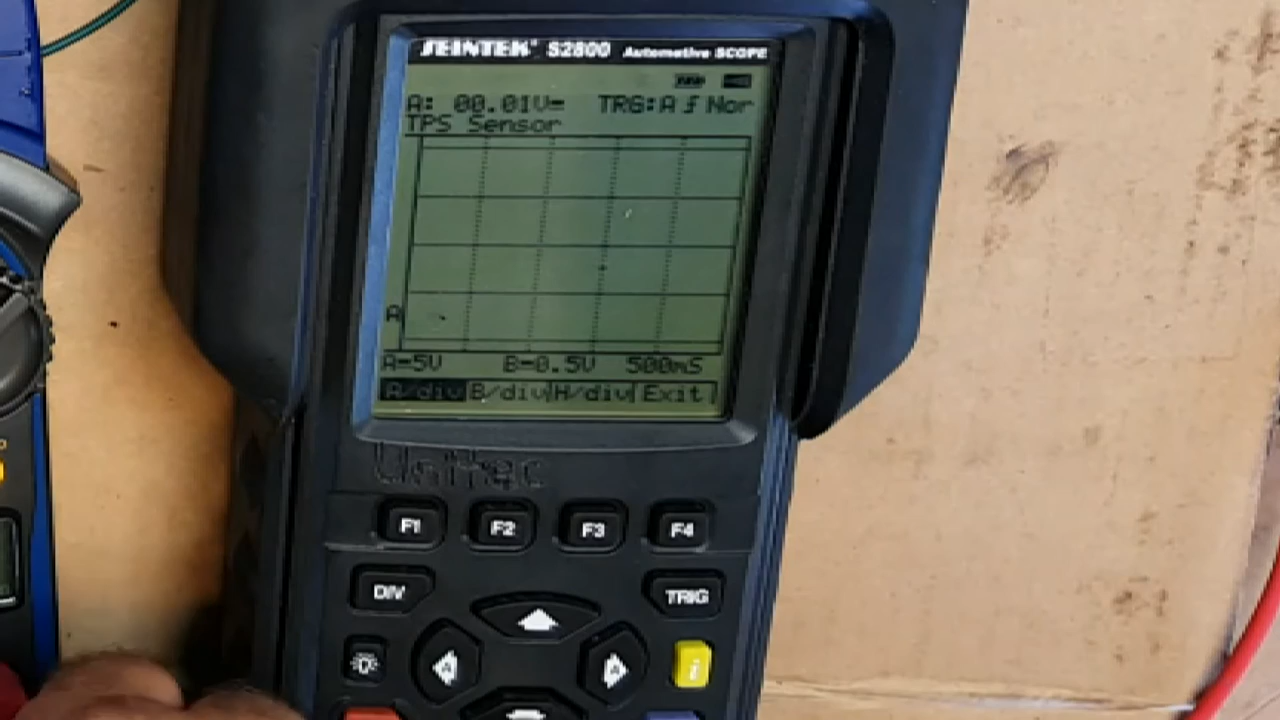 SEINTEK S2800 Automotive SCOPE
A: 00.01V= TRG:A Nor
TPS Sensor
A
A=5V B=0.5V 500mS
A/div B/div H/div Exit
Unitec
F1 F2 F3 F4
DIV TRIG
i